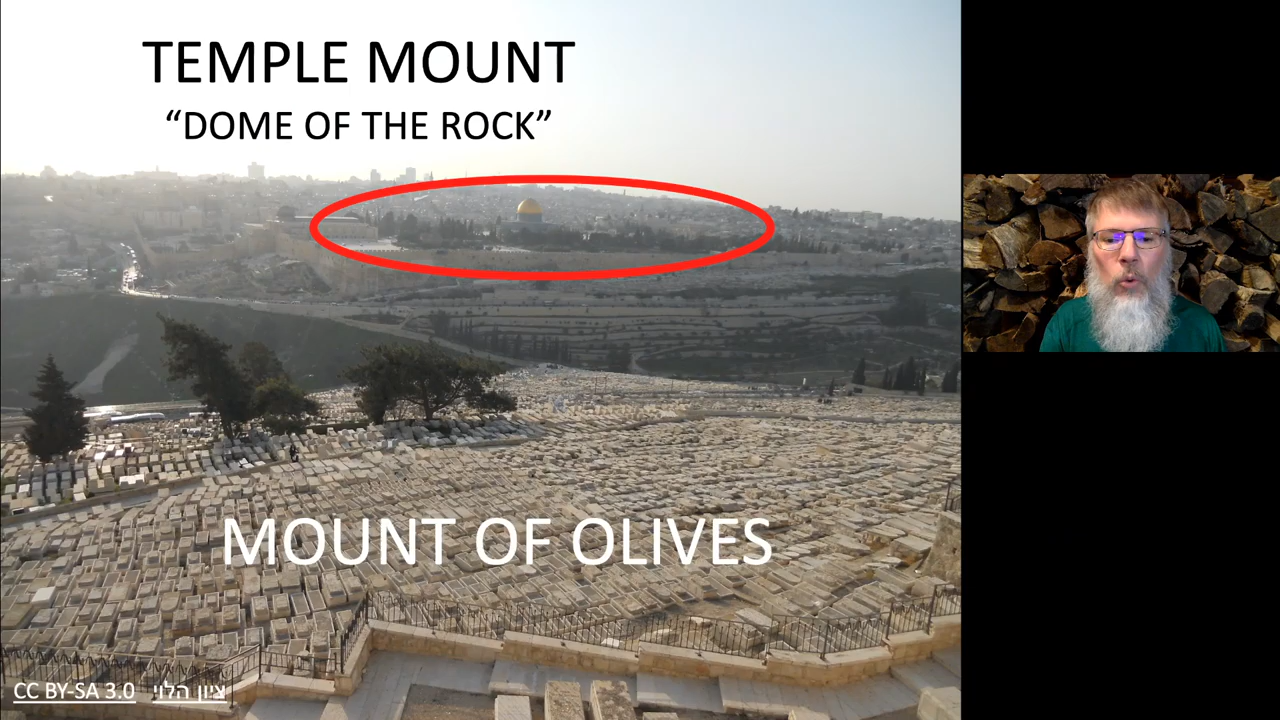 TEMPLE MOUNT
“DOME OF THE ROCK”
MOUNT OF OLIVES
CC BY-SA 3.0 ציון הלוי